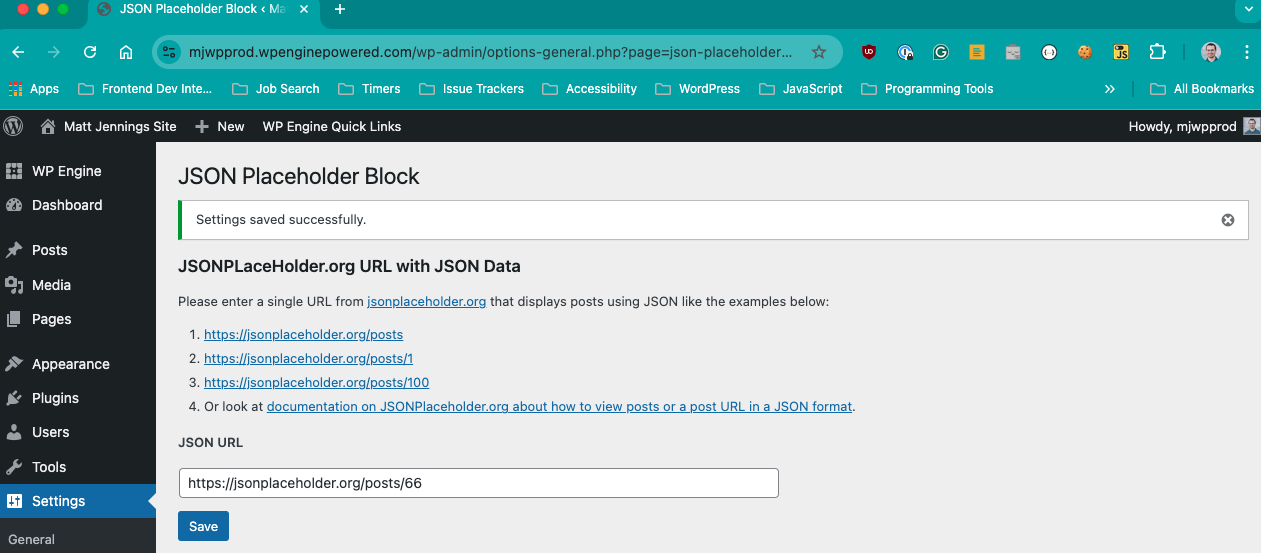 JSON Placeholder Block ‹ Ma
mjwpprod.wpenginepowered.com/wp-admin/options-general.php?page=json-placeholder...
Apps Frontend Dev Inte... Job Search Timers Issue Trackers Accessibility WordPress JavaScript Programming Tools » All Bookmarks
Matt Jennings Site + New WP Engine Quick Links Howdy, mjwpprod
WP Engine
Dashboard
Posts
Media
Pages
Appearance
Plugins
Users
Tools
Settings
General
JSON Placeholder Block
Settings saved successfully.
JSONPLaceHolder.org URL with JSON Data
Please enter a single URL from jsonplaceholder.org that displays posts using JSON like the examples below:
1. https://jsonplaceholder.org/posts
2. https://jsonplaceholder.org/posts/1
3. https://jsonplaceholder.org/posts/100
4. Or look at documentation on JSONPlaceholder.org about how to view posts or a post URL in a JSON format.
JSON URL
https://jsonplaceholder.org/posts/66
Save